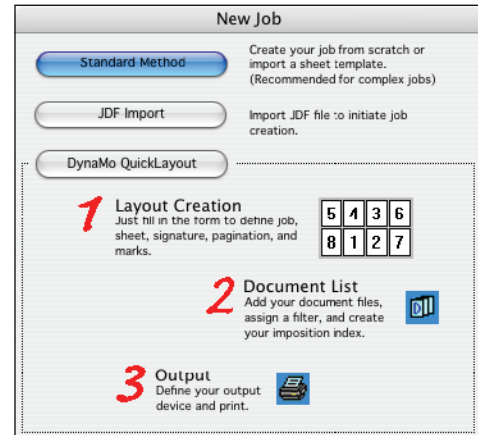 New Job
Standard Method
Create your job from scratch or
import a sheet template.
(Recommended for complex jobs)
JDF Import
Import JDF file to initiate job
creation.
DynaMo QuickLayout
1 Layout Creation
Just fill in the form to define job,
sheet, signature, pagination, and
marks.
5 4 3 6
8 1 2 7
2 Document List
Add your document files,
assign a filter, and create
your imposition index.
D
3 Output
Define your output
device and print.